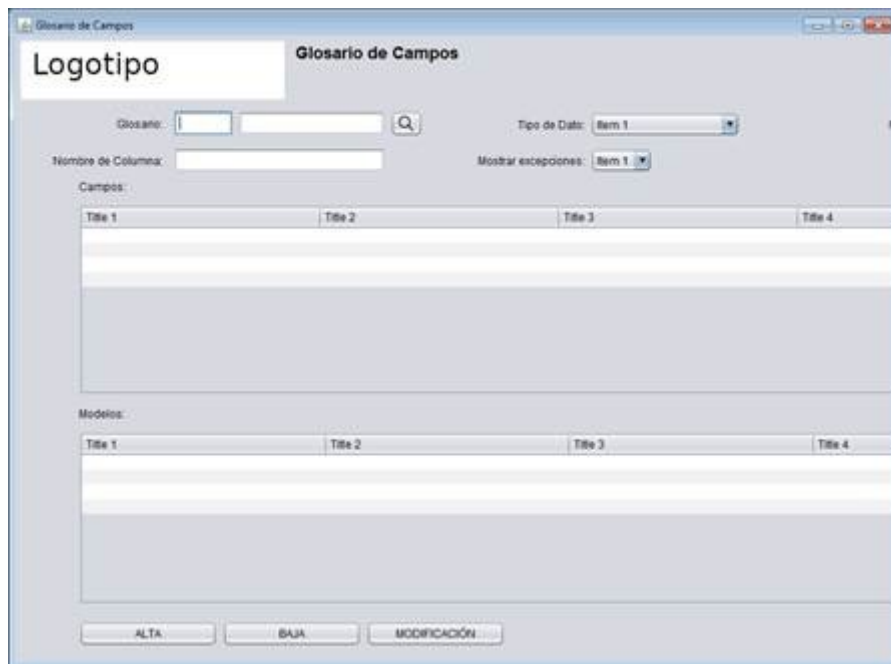 Glosario de Campos
Logotipo
Glosario de Campos
Glosario:
Tipo de Dato: Item 1
Nombre de Columna:
Mostrar excepciones: Item 1
Campos:
Title 1 Title 2 Title 3 Title 4
Modelos:
Title 1 Title 2 Title 3 Title 4
ALTA BAJA MODIFICACIÓN